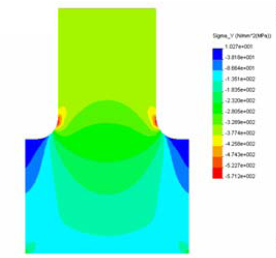 Sigma_Y (N/mm^2(MPa))
1.027e+001
-3.818e+001
-8.664e+001
-1.351e+002
-1.835e+002
-2.320e+002
-2.805e+002
-3.289e+002
-3.774e+002
-4.258e+002
-4.743e+002
-5.227e+002
-5.712e+002